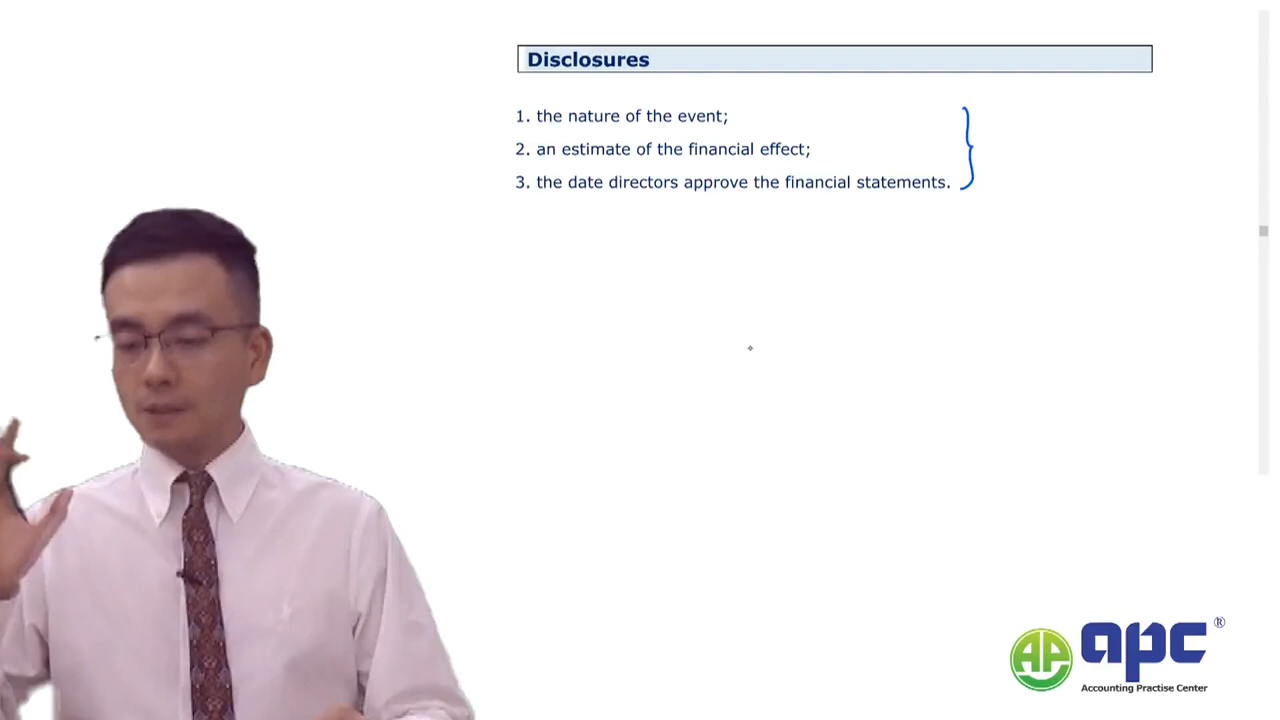 Disclosures
1. the nature of the event;
2. an estimate of the financial effect;
3. the date directors approve the financial statements.
AP apc ®
Accounting Practise Center